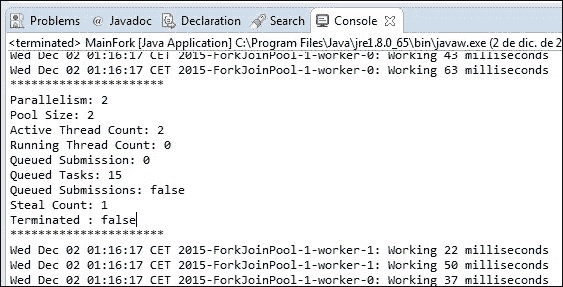 Problems @ Javadoc Declaration Search Console
<terminated> MainFork [Java Application] C:\Program Files\Java\jre1.8.0_65\bin\javaw.exe (2 de dic. de 2
Wed Dec 02 01:16:17 CET 2015-ForkJoinPool-1-worker-0: Working 43 milliseconds
Wed Dec 02 01:16:17 CET 2015-ForkJoinPool-1-worker-0: Working 63 milliseconds
**********************
Parallelism: 2
Pool Size: 2
Active Thread Count: 2
Running Thread Count: 0
Queued Submission: 0
Queued Tasks: 15
Queued Submissions: false
Steal Count: 1
Terminated : false
**********************
Wed Dec 02 01:16:17 CET 2015-ForkJoinPool-1-worker-1: Working 22 milliseconds
Wed Dec 02 01:16:17 CET 2015-ForkJoinPool-1-worker-1: Working 50 milliseconds
Wed Dec 02 01:16:17 CET 2015-ForkJoinPool-1-worker-0: Working 37 milliseconds